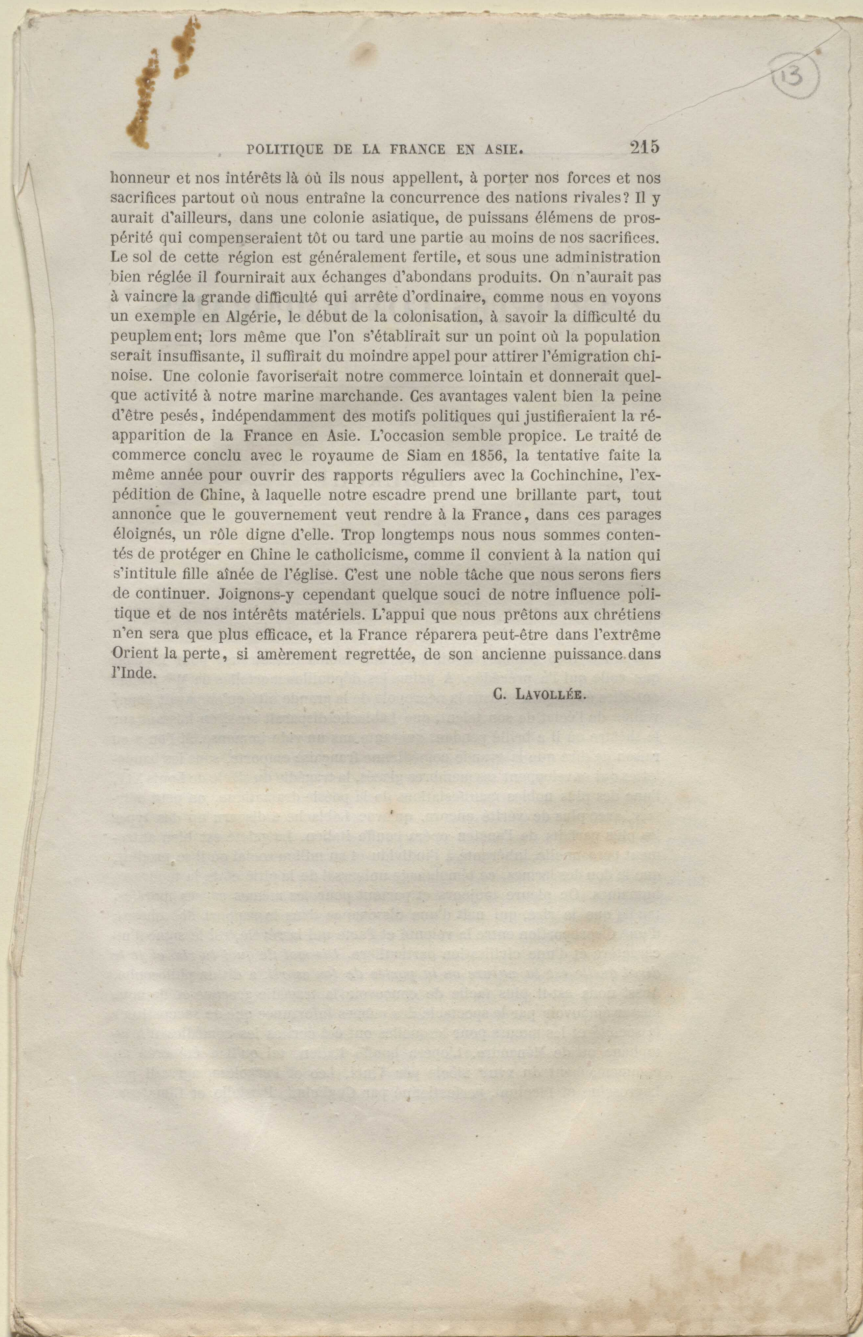 13
POLITIQUE DE LA FRANCE EN ASIE. 215
honneur et nos intérêts là où ils nous appellent, à porter nos forces et nos
sacrifices partout où nous entraîne la concurrence des nations rivales? Il y
aurait d'ailleurs, dans une colonie asiatique, de puissans élémens de pros-
périté qui compenseraient tôt ou tard une partie au moins de nos sacrifices.
Le sol de cette région est généralement fertile, et sous une administration
bien réglée il fournirait aux échanges d'abondans produits. On n'aurait pas
à vaincre la grande difficulté qui arrête d'ordinaire, comme nous en voyons
un exemple en Algérie, le début de la colonisation, à savoir la difficulté du
peuplement; lors même que l'on s'établirait sur un point où la population
serait insuffisante, il suffirait du moindre appel pour attirer l'émigration chi-
noise. Une colonie favoriserait notre commerce lointain et donnerait quel-
que activité à notre marine marchande. Ces avantages valent bien la peine
d'être pesés, indépendamment des motifs politiques qui justifieraient la ré-
apparition de la France en Asie. L'occasion semble propice. Le traité de
commerce conclu avec le royaume de Siam en 1856, la tentative faite la
même année pour ouvrir des rapports réguliers avec la Cochinchine, l'ex-
pédition de Chine, à laquelle notre escadre prend une brillante part, tout
annonce que le gouvernement veut rendre à la France, dans ces parages
éloignés, un rôle digne d'elle. Trop longtemps nous nous sommes conten-
tés de protéger en Chine le catholicisme, comme il convient à la nation qui
s'intitule fille aînée de l'église. C'est une noble tâche que nous serons fiers
de continuer. Joignons-y cependant quelque souci de notre influence poli-
tique et de nos intérêts matériels. L'appui que nous prêtons aux chrétiens
n'en sera que plus efficace, et la France réparera peut-être dans l'extrême
Orient la perte, si amèrement regrettée, de son ancienne puissance dans
l'Inde.
C. LAVOLLÉE.